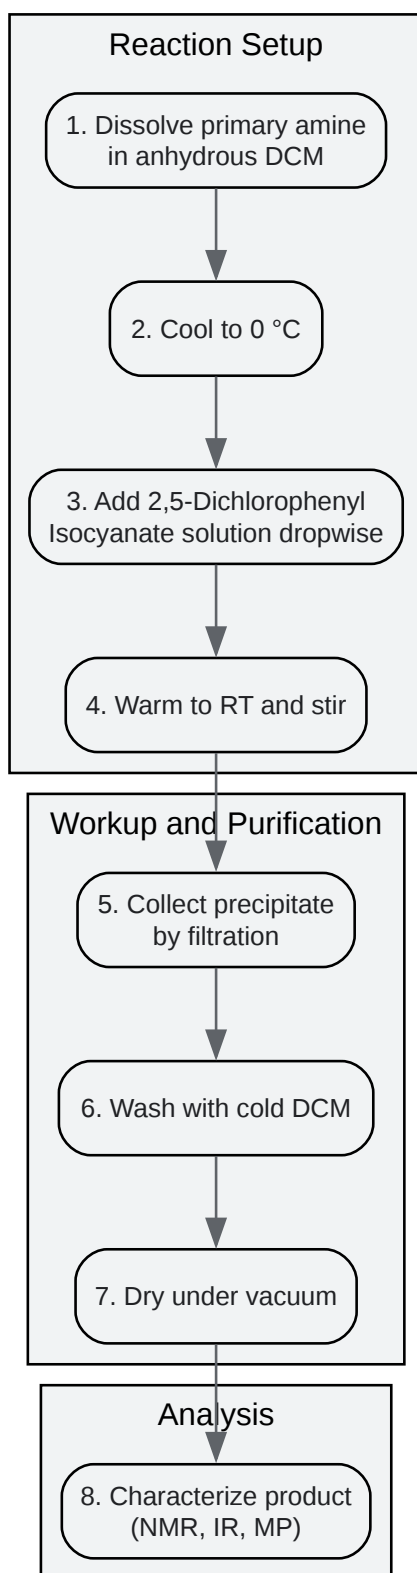 Reaction Setup
1. Dissolve primary amine
in anhydrous DCM
2. Cool to 0 °C
3. Add 2,5-Dichlorophenyl
Isocyanate solution dropwise
4. Warm to RT and stir
Workup and Purification
5. Collect precipitate
by filtration
6. Wash with cold DCM
7. Dry under vacuum
Analysis
8. Characterize product
(NMR, IR, MP)